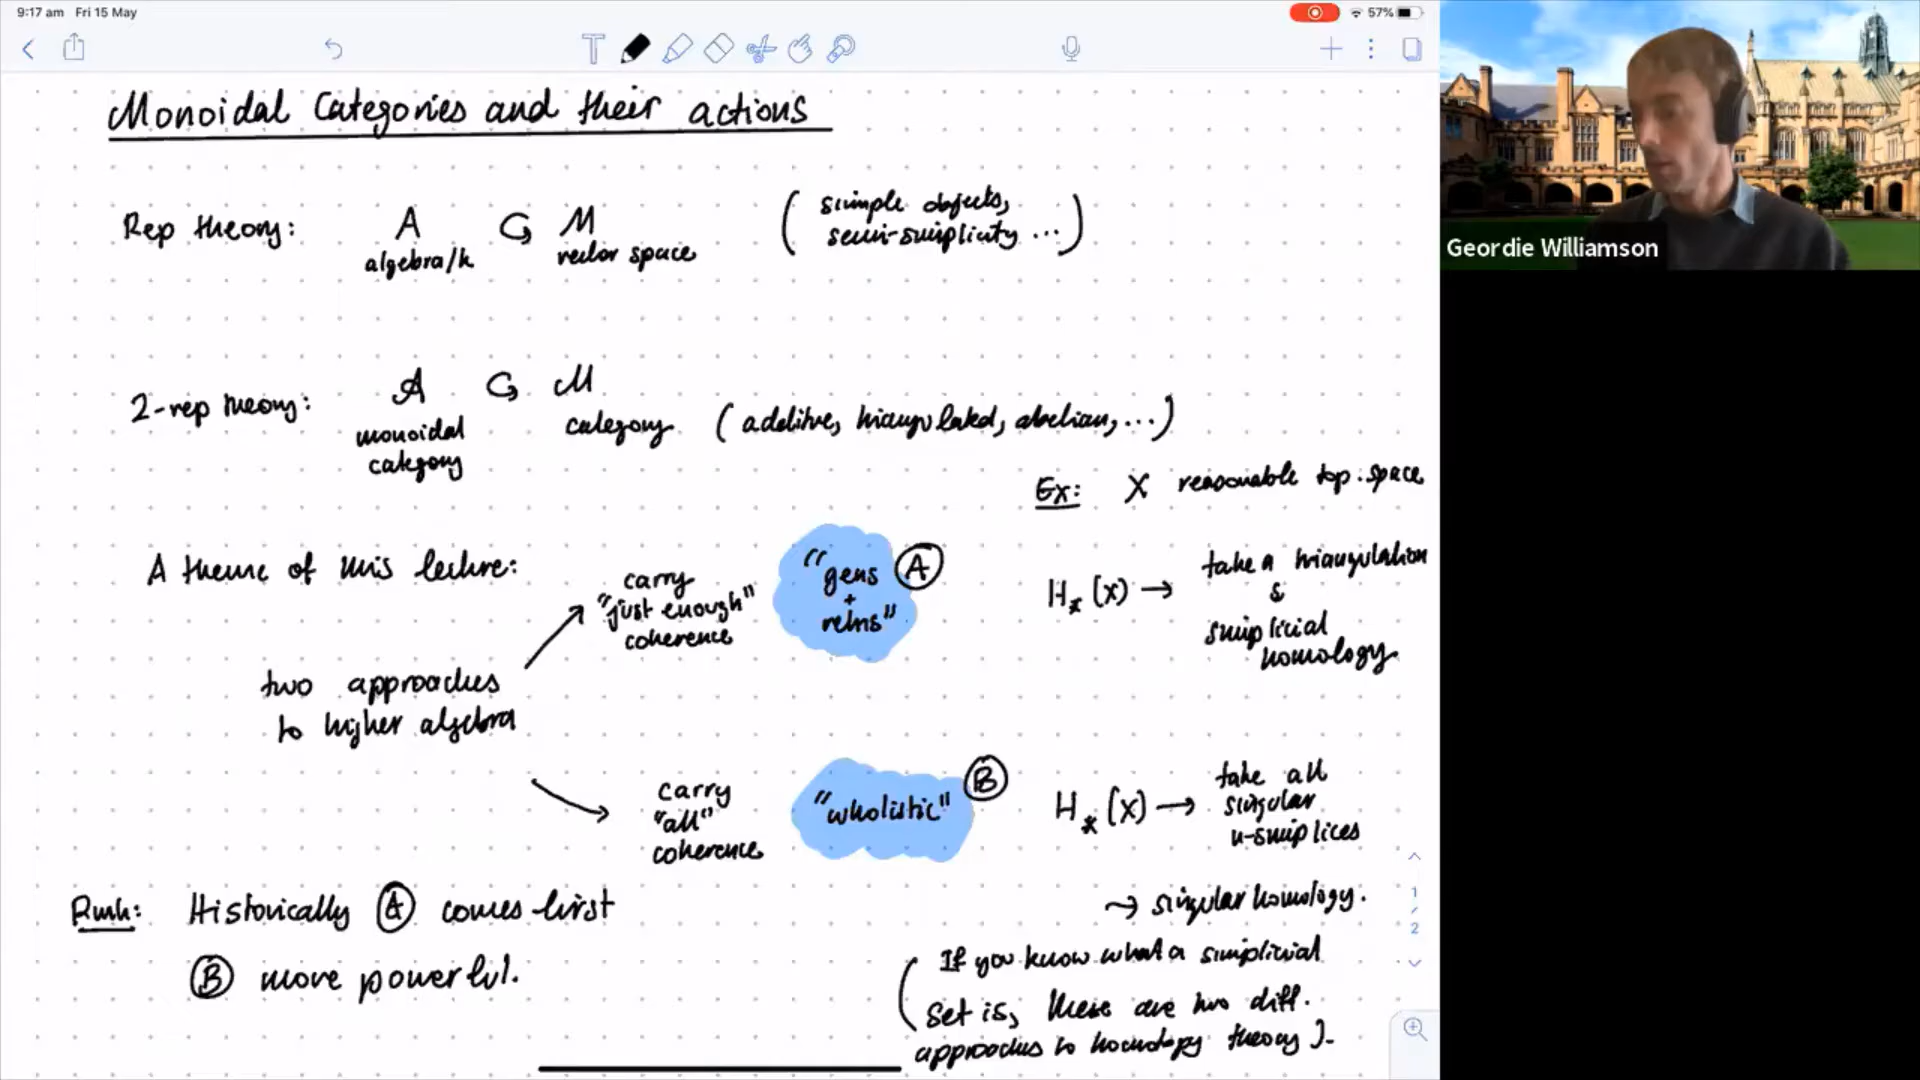 9:17 am Fri 15 May
57%
Monoidal Categories and their actions
Rep theory: A M
algebra/k vector space
(simple objects,
semi-simplicity ...)
2-rep theory: A M
monoidal
category
category (additive, triangulated, abelian, ...)
Ex: X reasonable top. space
A theme of this lecture:
two approaches
to higher algebra
carry
"just enough"
coherence
"gens
+
relns" A
H_*(X) → take a triangulation
&
simplicial
homology
carry
"all"
coherence
"wholistic" B
H_*(X) → take all
singular
n-simplices
→ singular homology.
(If you know what a simplicial
set is, these are two diff.
approaches to homotopy theory).
Rmk: Historically A comes first
B more powerful.
1
/
2
Geordie Williamson